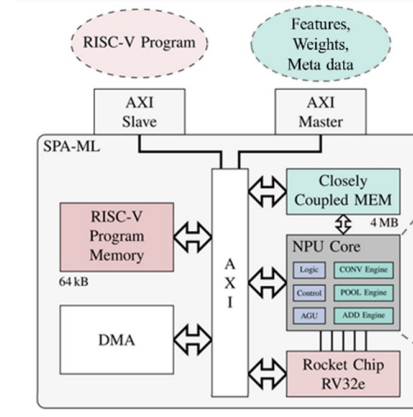 RISC-V Program
Features,
Weights,
Meta data
AXI
Slave
AXI
Master
SPA-ML
Closely
Coupled MEM
RISC-V
Program
Memory
64 kB
4 MB
A
X
I
NPU Core
Logic
CONV Engine
Control
POOL Engine
AGU
ADD Engine
DMA
Rocket Chip
RV32e